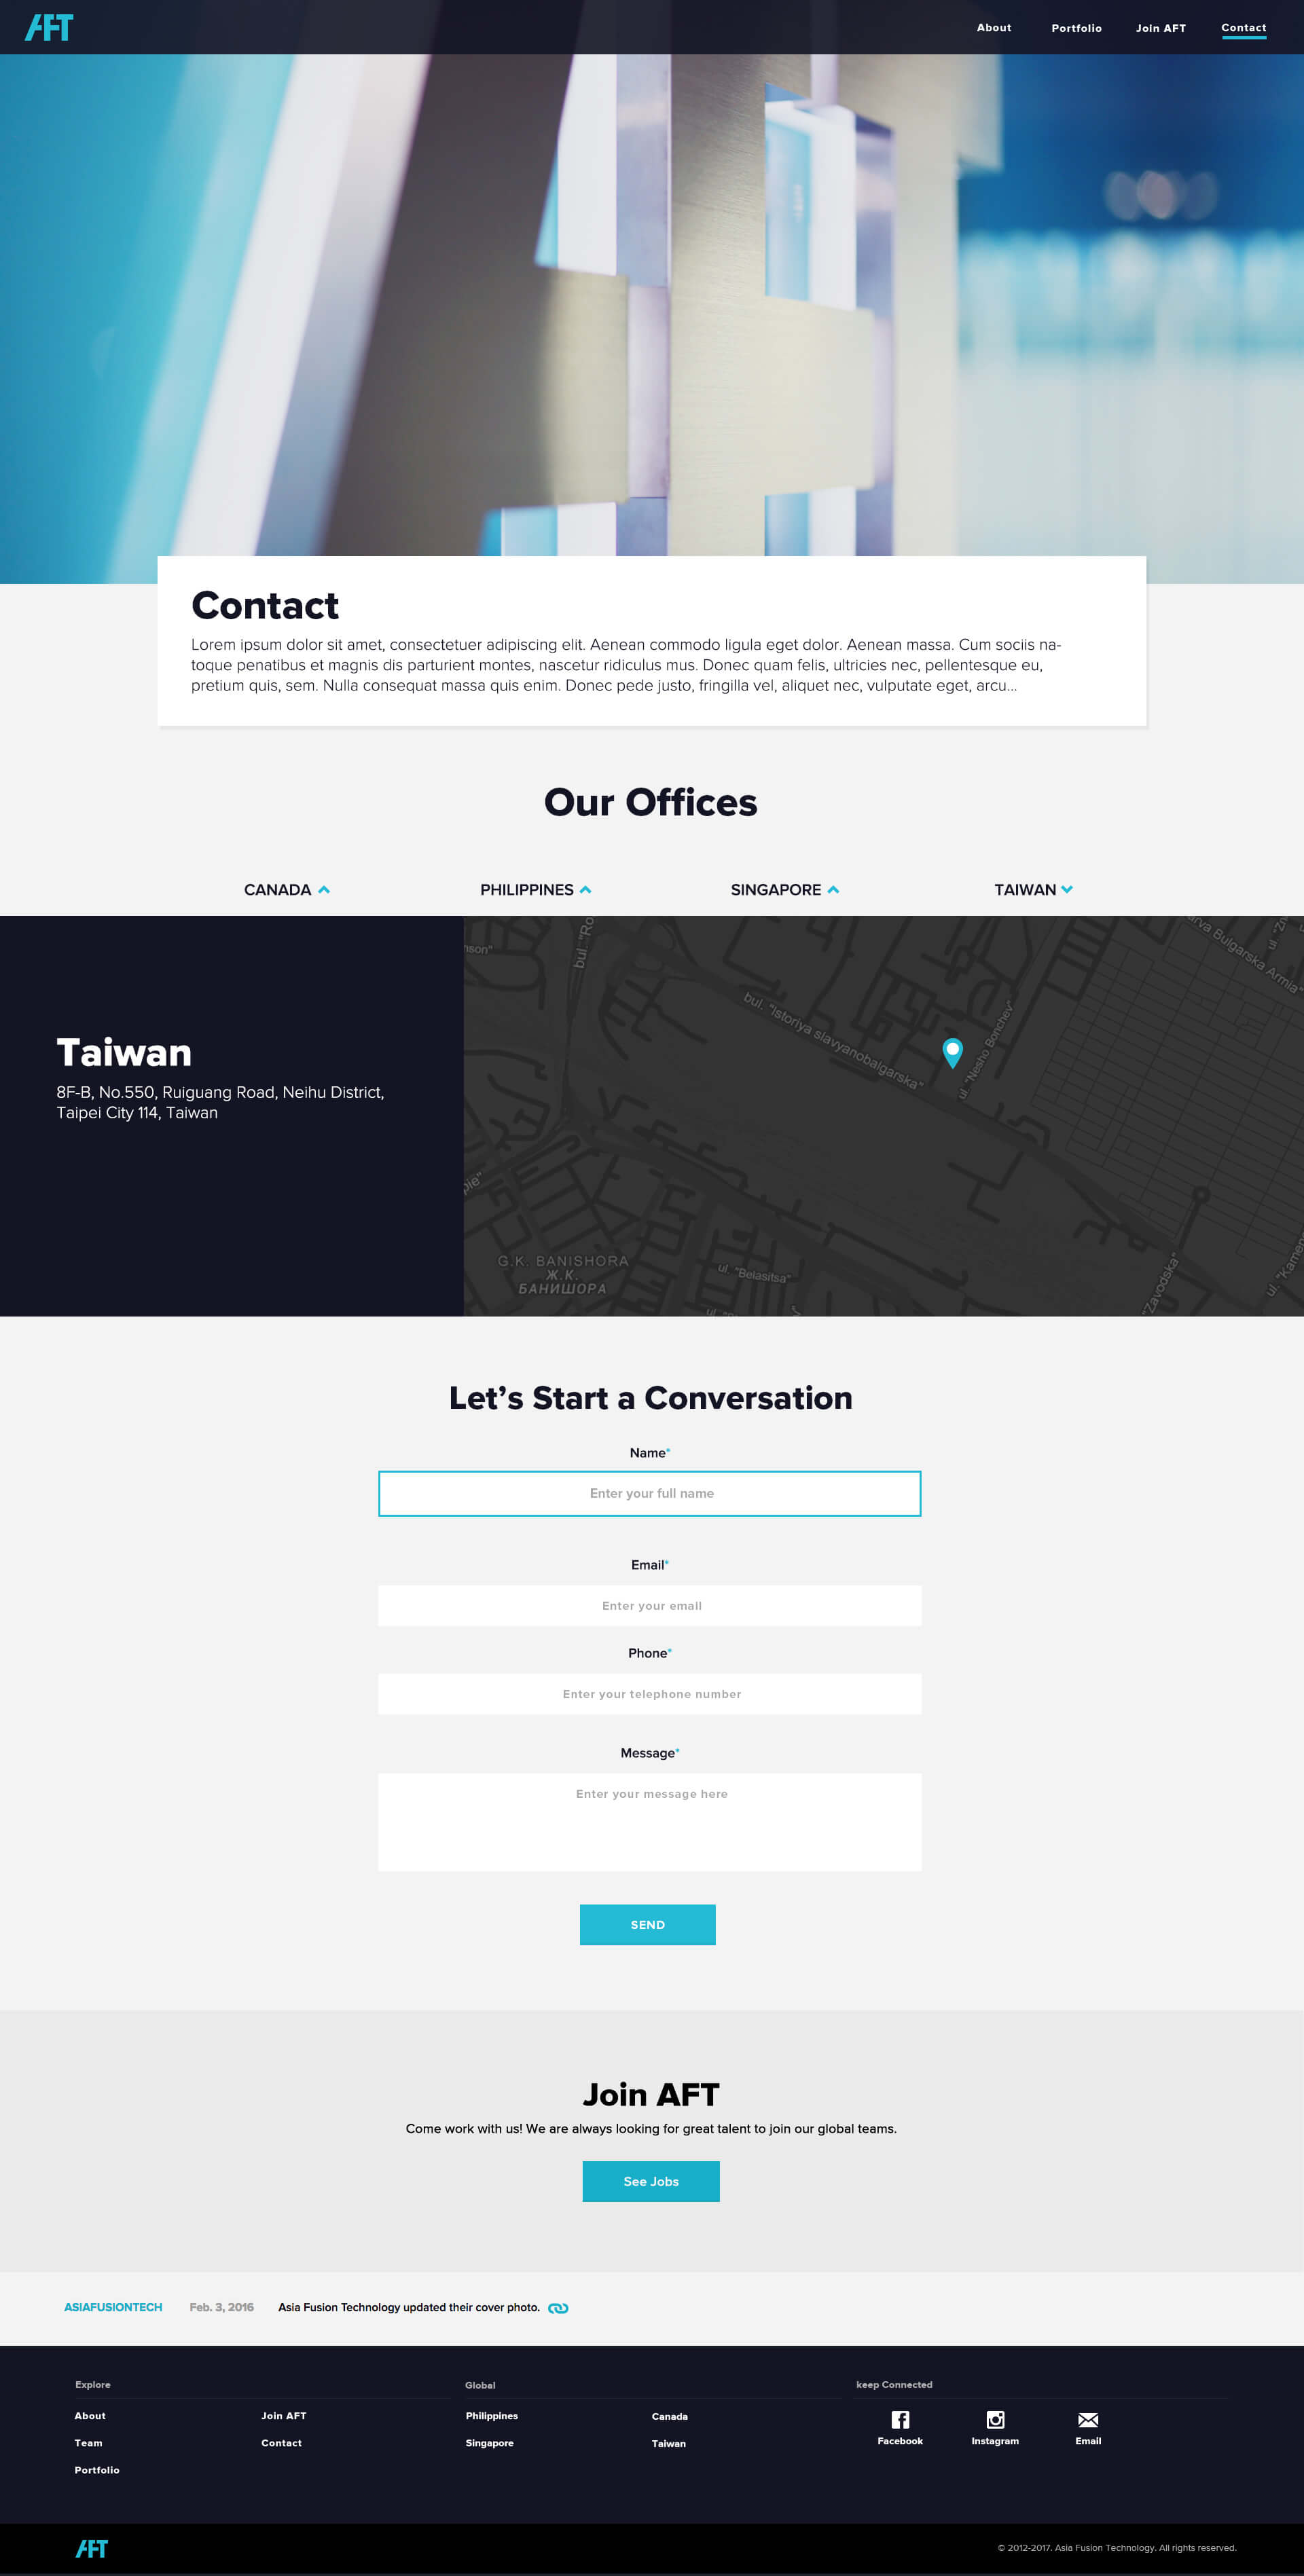 AFT
About Portfolio Join AFT Contact
Contact
Lorem ipsum dolor sit amet, consectetuer adipiscing elit. Aenean commodo ligula eget dolor. Aenean massa. Cum sociis na-
toque penatibus et magnis dis parturient montes, nascetur ridiculus mus. Donec quam felis, ultricies nec, pellentesque eu,
pretium quis, sem. Nulla consequat massa quis enim. Donec pede justo, fringilla vel, aliquet nec, vulputate eget, arcu...
Our Offices
CANADA PHILIPPINES SINGAPORE TAIWAN
Taiwan
8F-B, No.550, Ruiguang Road, Neihu District,
Taipei City 114, Taiwan
bul. "Istoriya slavyanobalgarska"
ul. "Nesho Bonchev"
G.K. BANISHORA
Ж.К.
БАНИШОРА
ul. "Belasitsa"
Let's Start a Conversation
Name*
Enter your full name
Email*
Enter your email
Phone*
Enter your telephone number
Message*
Enter your message here
SEND
Join AFT
Come work with us! We are always looking for great talent to join our global teams.
See Jobs
ASIAFUSIONTECH Feb. 3, 2016 Asia Fusion Technology updated their cover photo.
Explore
About Join AFT
Team Contact
Portfolio
Global
Philippines Canada
Singapore Taiwan
keep Connected
Facebook Instagram Email
AFT
© 2012-2017. Asia Fusion Technology. All rights reserved.